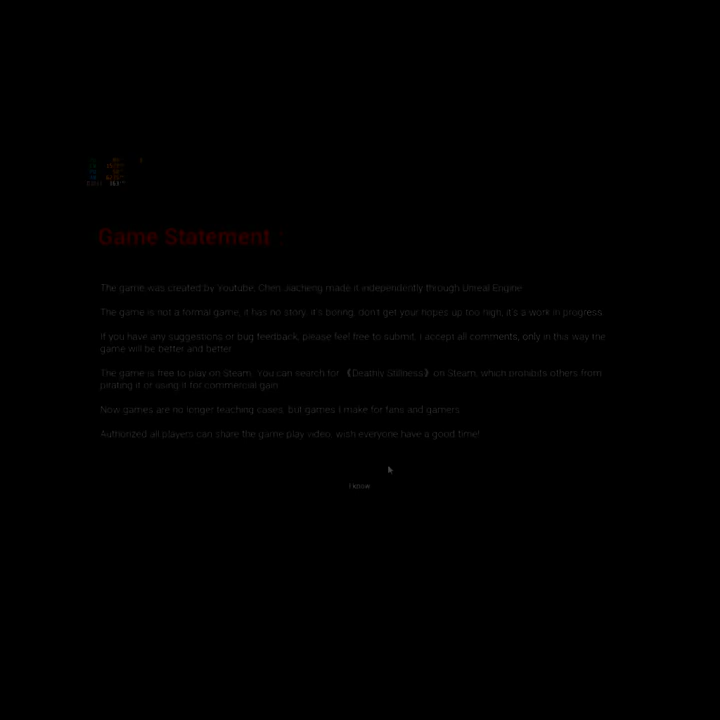 Game Statement :
The game was created by Youtube, Chen Jiacheng made it independently through Unreal Engine
The game is not a formal game, it has no story, it's boring, don't get your hopes up too high, it's a work in progress
If you have any suggestions or bug feedback, please feel free to submit, I accept all comments, only in this way the
game will be better and better
The game is free to play on Steam. You can search for 《Deathly Stillness》 on Steam, which prohibits others from
pirating it or using it for commercial gain
Now games are no longer teaching cases, but games I make for fans and gamers
Authorized all players can share the game play video, wish everyone have a good time!
I know